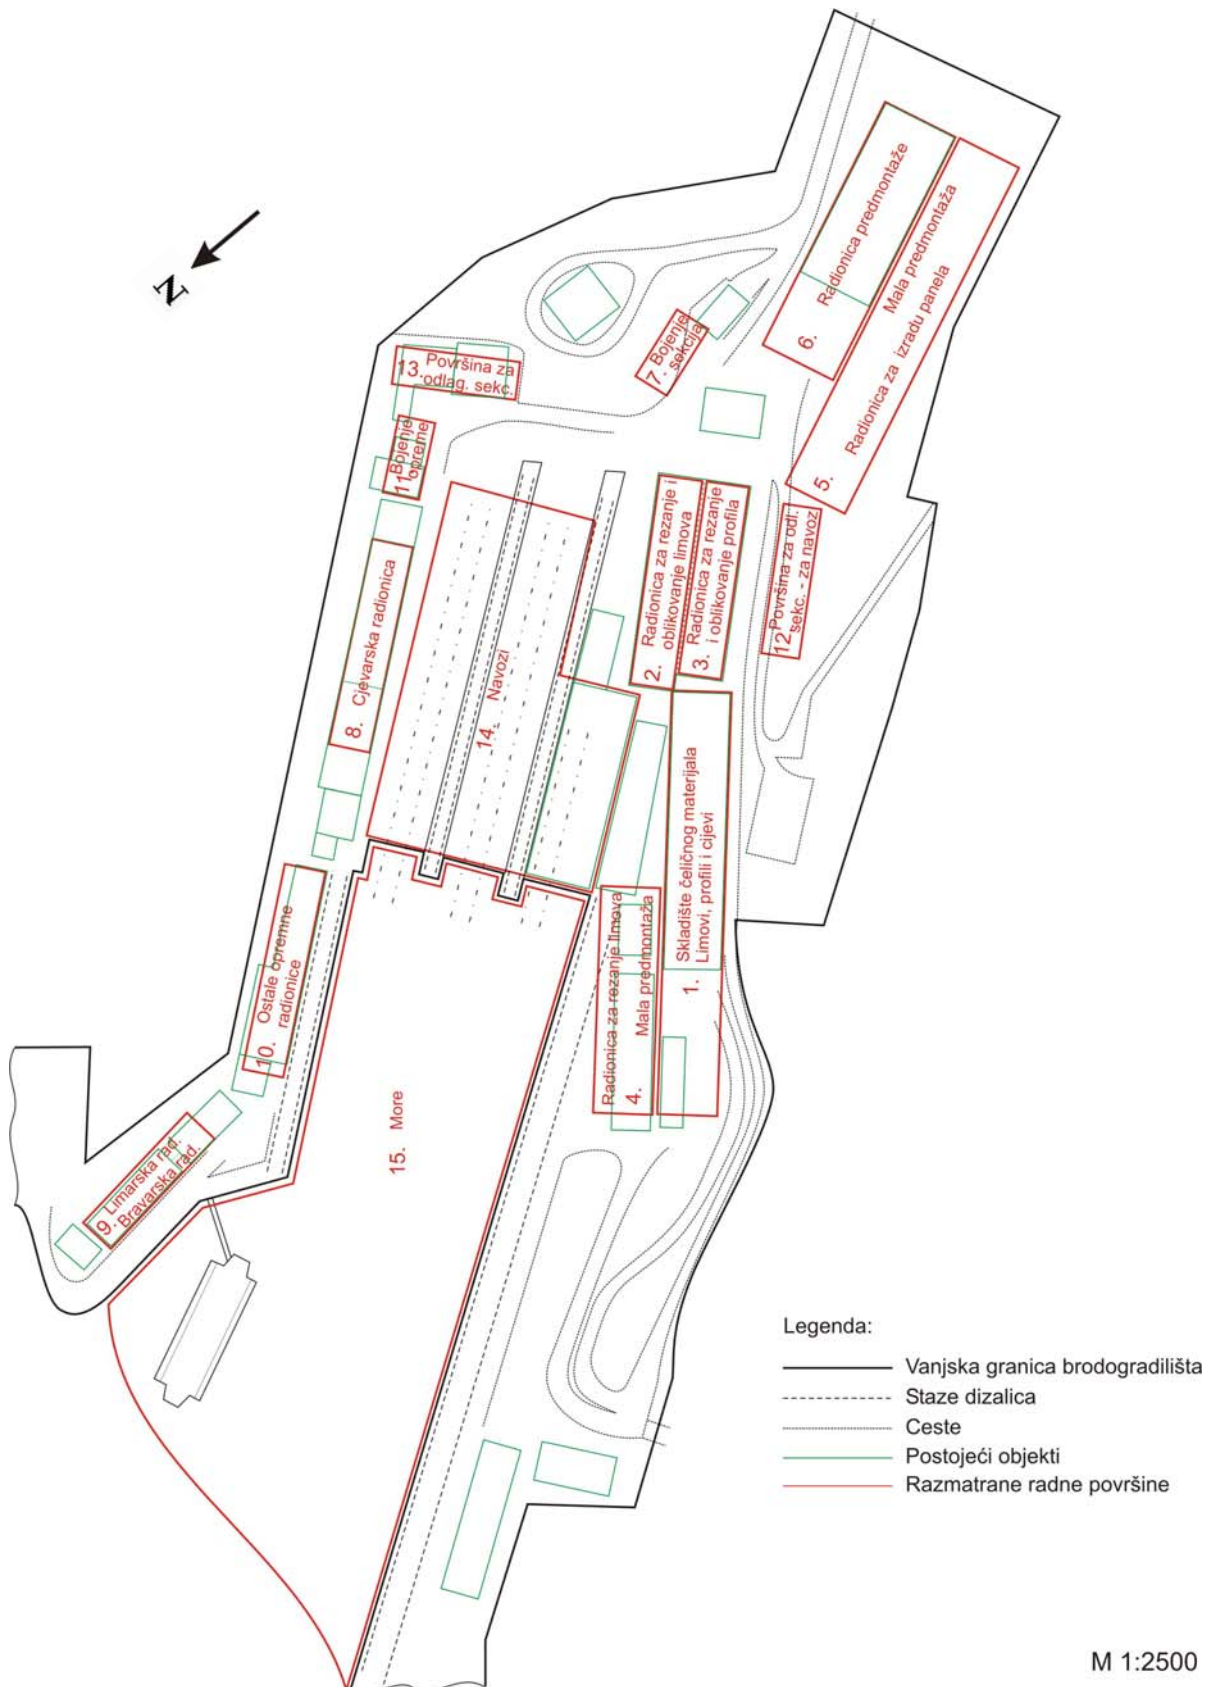 N
6. Radionica predmontaže
Mala predmontaža
5. Radionica za izradu panela
7. Bojenje
sekcija
13. Površina za
odlag. sekc.
11. Bojenje
opreme
2. Radionica za rezanje i
oblikovanje limova
3. Radionica za rezanje
i oblikovanje profila
12. Površina za odl.
sekc. - za navoz
8. Cjevarska radionica
14. Navozi
1. Skladište čeličnog materijala
Limovi, profili i cijevi
Radionica za rezanje limova
4. Mala predmontaža
10. Ostale opremne
radionice
15. More
9. Limarska rad.
Bravarska rad.
Legenda:
Vanjska granica brodogradilišta
Staze dizalica
Ceste
Postojeći objekti
Razmatrane radne površine
M 1:2500